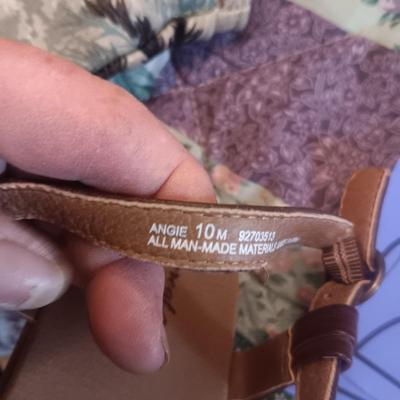 ANGIE 10 M 92703513
ALL MAN-MADE MATERIALS